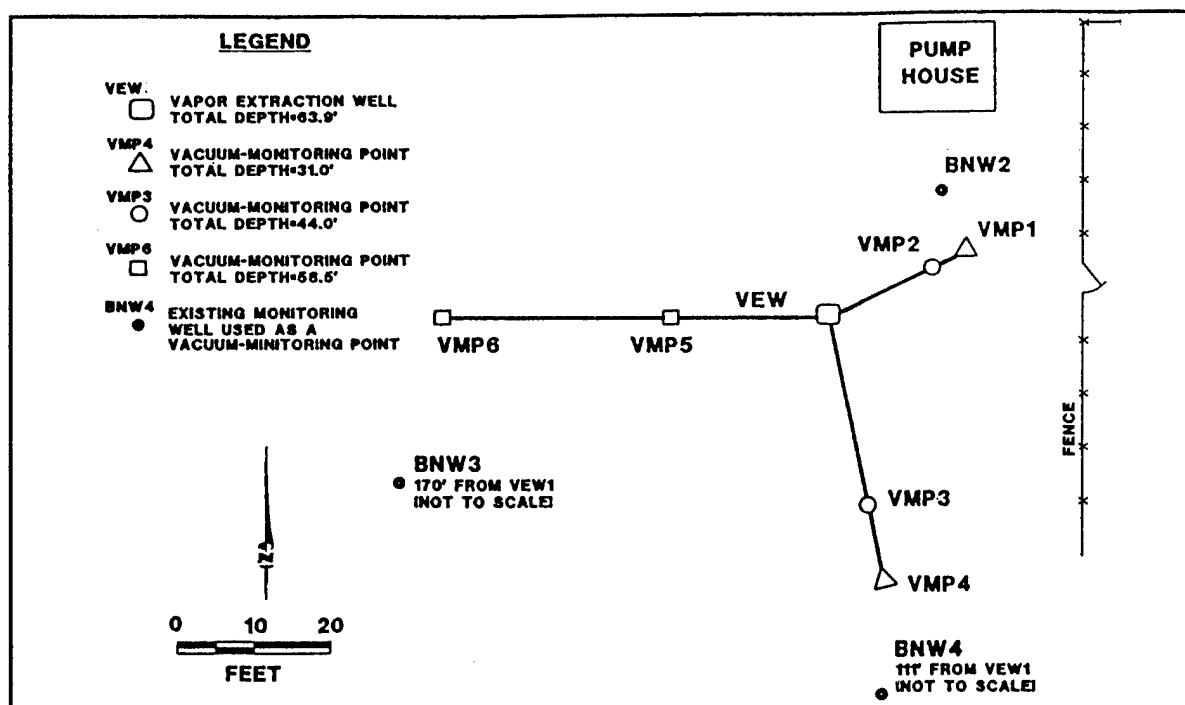 LEGEND
VEW
VAPOR EXTRACTION WELL
TOTAL DEPTH=63.9'
VMP4
VACUUM-MONITORING POINT
TOTAL DEPTH=31.0'
VMP3
VACUUM-MONITORING POINT
TOTAL DEPTH=44.0'
VMP6
VACUUM-MONITORING POINT
TOTAL DEPTH=58.5'
BNW4
EXISTING MONITORING
WELL USED AS A
VACUUM-MINITORING POINT
PUMP
HOUSE
BNW2
VMP2
VMP1
VEW
VMP6
VMP5
FENCE
BNW3
170' FROM VEW1
(NOT TO SCALE)
VMP3
N
VMP4
0 10 20
FEET
BNW4
111' FROM VEW1
(NOT TO SCALE)